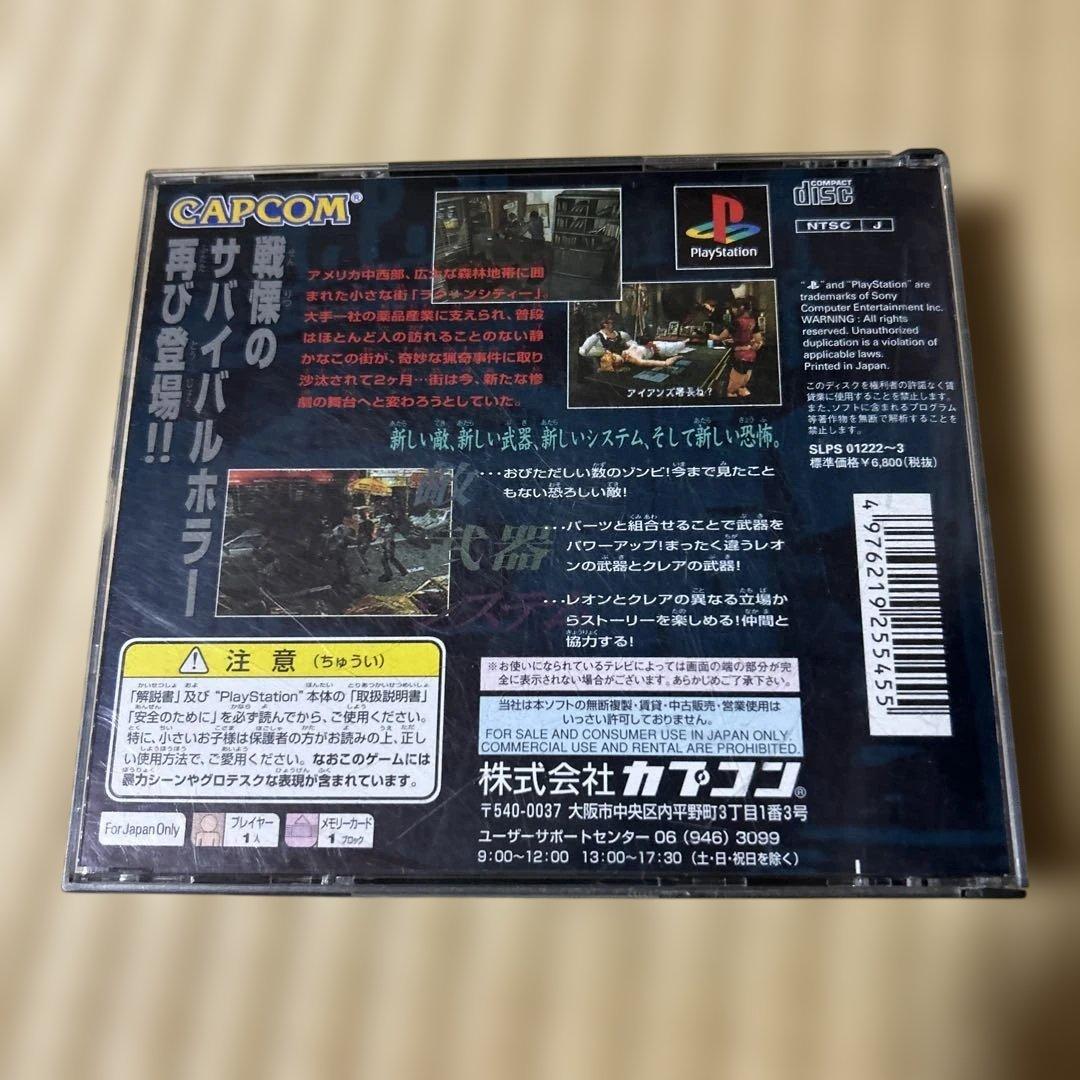 CAPCOM®
戦慄の
サバイバルホラー
再び登場!!
アメリカ中西部、広大な森林地帯に囲
まれた小さな街「ラクーンシティー」。
大手一社の薬品産業に支えられ、普段
はほとんど人の訪れることのない静
かなこの街が、奇妙な猟奇事件に取り
沙汰されて2ヶ月…街は今、新たな惨
劇の舞台へと変わろうとしていた。
PlayStation
アイアンズ署長ね?
COMPACT
disc
NTSC J
"PS" and "PlayStation" are
trademarks of Sony
Computer Entertainment Inc.
WARNING : All rights
reserved. Unauthorized
duplication is a violation of
applicable laws.
Printed in Japan.
このディスクを権利者の許諾なく賃
貸業に使用することを禁止します。
また、ソフトに含まれるプログラム
等著作物を無断で解析することを
禁止します。
SLPS 01222~3
標準価格¥6,800(税抜)
4 976219 255455
新しい敵、新しい武器、新しいシステム、そして新しい恐怖。
敵
…おびただしい数のゾンビ!今まで見たこと
もない恐ろしい敵!
武器
…パーツと組合せることで武器を
パワーアップ!まったく違うレオ
ンの武器とクレアの武器!
…レオンとクレアの異なる立場か
らストーリーを楽しめる!仲間と
協力する!
※お使いになられているテレビによっては画面の端の部分が完
全に表示されない場合がございます。あらかじめご了承下さい。
当社は本ソフトの無断複製・賃貸・中古販売・営業使用は
いっさい許可しておりません。
FOR SALE AND CONSUMER USE IN JAPAN ONLY.
COMMERCIAL USE AND RENTAL ARE PROHIBITED.
注意(ちゅうい)
「解説書」及び"PlayStation"本体の「取扱説明書」
「安全のために」を必ず読んでから、ご使用ください。
特に、小さいお子様は保護者の方がお読みの上、正し
い使用方法で、ご愛用ください。なおこのゲームには
暴力シーンやグロテスクな表現が含まれています。
For Japan Only
プレイヤー
1人
メモリーカード
1ブロック
株式会社カプコン®
〒540-0037 大阪市中央区内平野町3丁目1番3号
ユーザーサポートセンター 06(946)3099
9:00~12:00 13:00~17:30(土・日・祝日を除く)